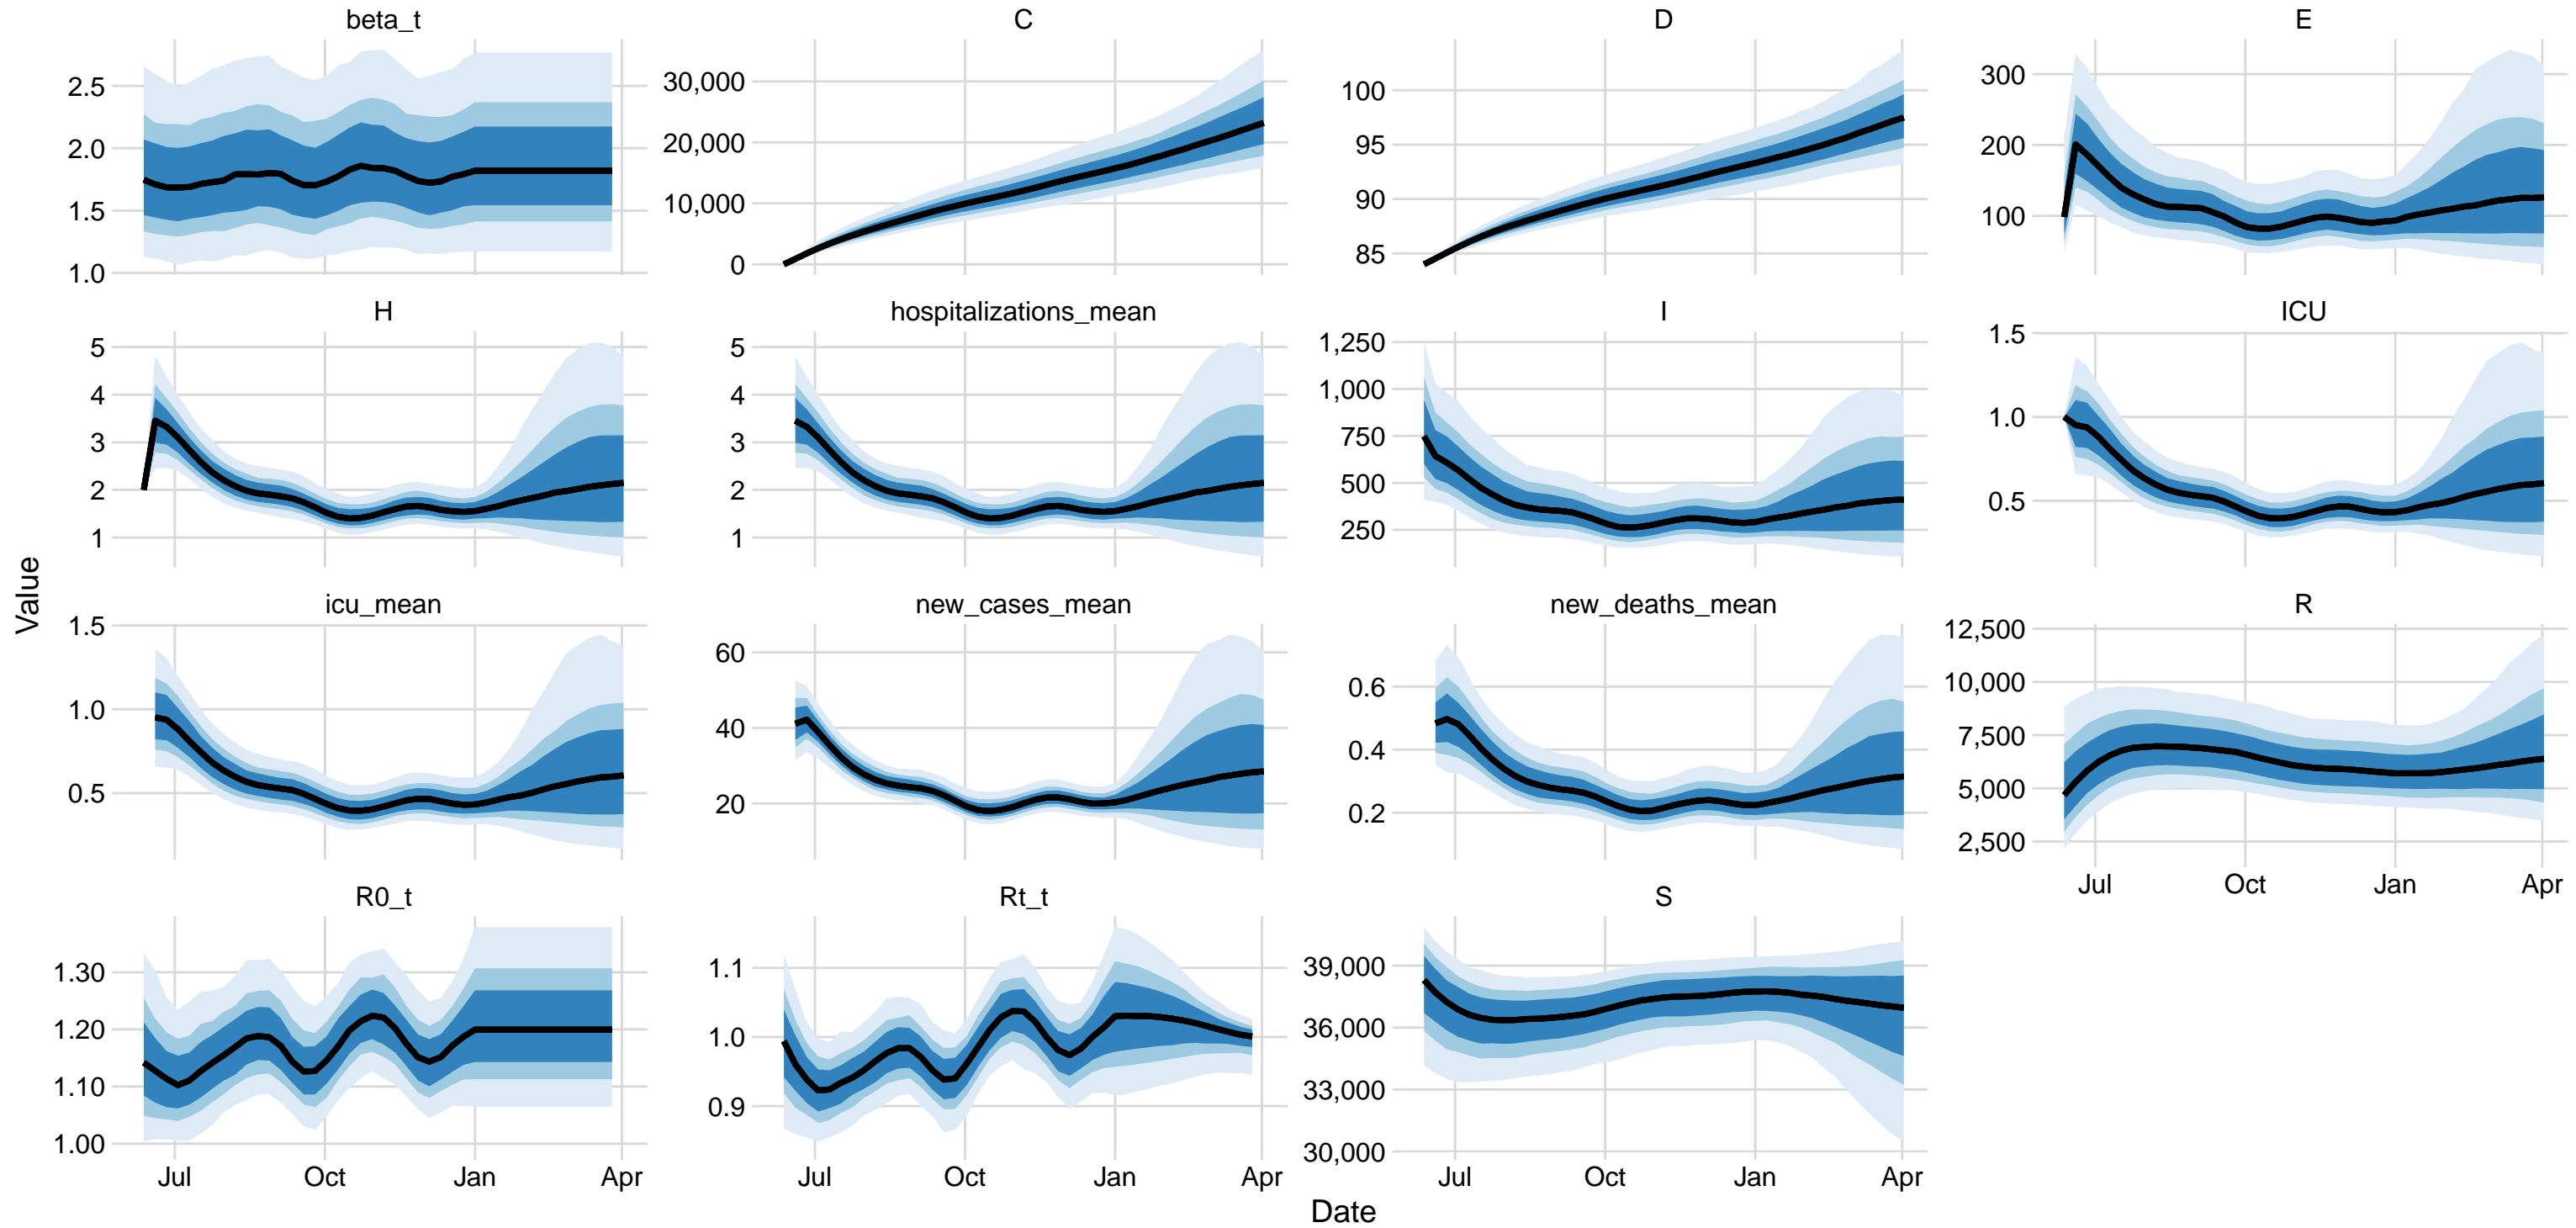 beta_t
C
D
E
2.5
2.0
1.5
1.0
30,000
20,000
10,000
0
100
95
90
85
300
200
100
H
hospitalizations_mean
I
ICU
5
4
3
2
1
5
4
3
2
1
1,250
1,000
750
500
250
1.5
1.0
0.5
Value
icu_mean
new_cases_mean
new_deaths_mean
R
1.5
1.0
0.5
60
40
20
0.6
0.4
0.2
12,500
10,000
7,500
5,000
2,500
Jul Oct Jan Apr
R0_t
Rt_t
S
1.30
1.20
1.10
1.00
1.1
1.0
0.9
39,000
36,000
33,000
30,000
Jul Oct Jan Apr
Jul Oct Jan Apr
Jul Oct Jan Apr
Date